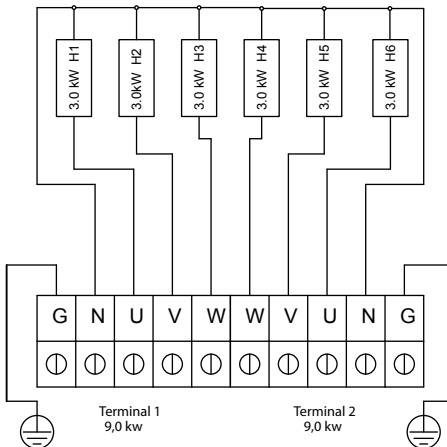 3.0 kW H1
3.0kW H2
3.0 kW H3
3.0 kW H4
3.0 kW H5
3.0 kW H6
G N U V W W V U N G
Terminal 1
9,0 kw
Terminal 2
9,0 kw